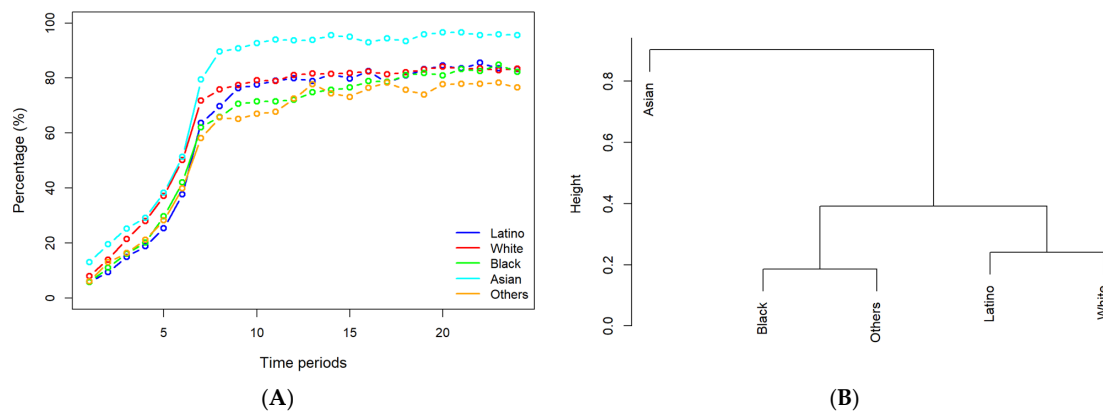 100
80
60
40
20
0
Percentage (%)
5
10
15
20
Time periods
Latino
White
Black
Asian
Others
(A)
0.8
0.6
0.4
0.2
0.0
Height
Asian
Black
Others
Latino
White
(B)